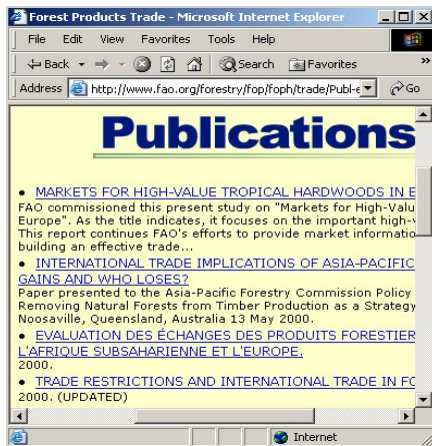 Forest Products Trade - Microsoft Internet Explorer
File Edit View Favorites Tools Help
Back Search Favorites »
Address http://www.fao.org/forestry/fop/foph/trade/Publ-e Go
Publications
• MARKETS FOR HIGH-VALUE TROPICAL HARDWOODS IN E
FAO commissioned this present study on "Markets for High-Valu
Europe". As the title indicates, it focuses on the important high-v
This report continues FAO's efforts to provide market informatio
building an effective trade...
• INTERNATIONAL TRADE IMPLICATIONS OF ASIA-PACIFIC
GAINS AND WHO LOSES?
Paper presented to the Asia-Pacific Forestry Commission Policy
Removing Natural Forests from Timber Production as a Strategy
Noosaville, Queensland, Australia 13 May 2000.
• EVALUATION DES ÉCHANGES DES PRODUITS FORESTIER
L'AFRIQUE SUBSAHARIENNE ET L'EUROPE.
2000.
• TRADE RESTRICTIONS AND INTERNATIONAL TRADE IN FO
2000. (UPDATED)
Internet